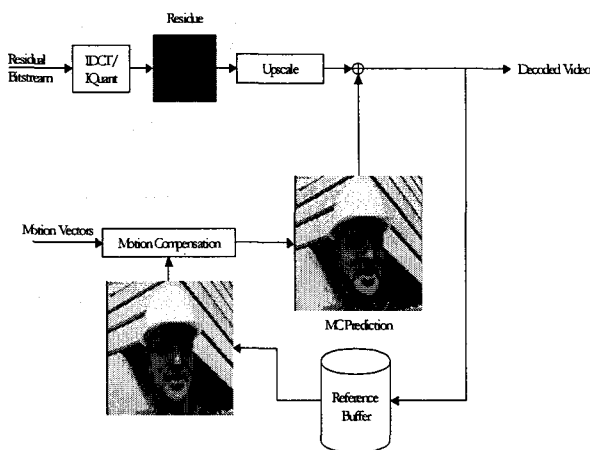 Residue
Residual
Bitstream
IDCT/
IQuant
Upscale
Decoded Video
Motion Vectors
Motion Compensation
MC Prediction
Reference
Buffer